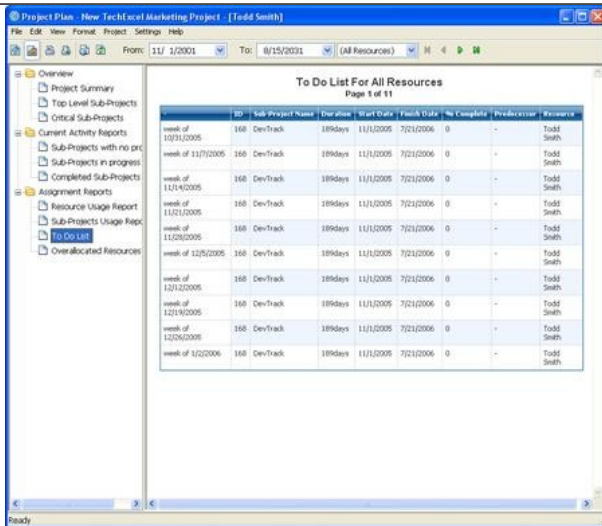 Project Plan - New TechExcel Marketing Project - [Todd Smith]
File Edit View Format Project Settings Help
From: 11/ 1/2001 To: 8/15/2031 (All Resources)
Overview
Project Summary
Top Level Sub-Projects
Critical Sub-Projects
Current Activity Reports
Sub-Projects with no pro
Sub-Projects in progress
Completed Sub-Projects
Assignment Reports
Resource Usage Report
Sub-Projects Usage Repo
To Do List
Overallocated Resources
To Do List For All Resources
Page 1 of 11
- ID Sub-Project Name Duration Start Date Finish Date % Complete Predecessor Resource
week of 10/31/2005 168 DevTrack 189days 11/1/2005 7/21/2006 0 - Todd Smith
week of 11/7/2005 168 DevTrack 189days 11/1/2005 7/21/2006 0 - Todd Smith
week of 11/14/2005 168 DevTrack 189days 11/1/2005 7/21/2006 0 - Todd Smith
week of 11/21/2005 168 DevTrack 189days 11/1/2005 7/21/2006 0 - Todd Smith
week of 11/28/2005 168 DevTrack 189days 11/1/2005 7/21/2006 0 - Todd Smith
week of 12/5/2005 168 DevTrack 189days 11/1/2005 7/21/2006 0 - Todd Smith
week of 12/12/2005 168 DevTrack 189days 11/1/2005 7/21/2006 0 - Todd Smith
week of 12/19/2005 168 DevTrack 189days 11/1/2005 7/21/2006 0 - Todd Smith
week of 12/26/2005 168 DevTrack 189days 11/1/2005 7/21/2006 0 - Todd Smith
week of 1/2/2006 168 DevTrack 189days 11/1/2005 7/21/2006 0 - Todd Smith
Ready